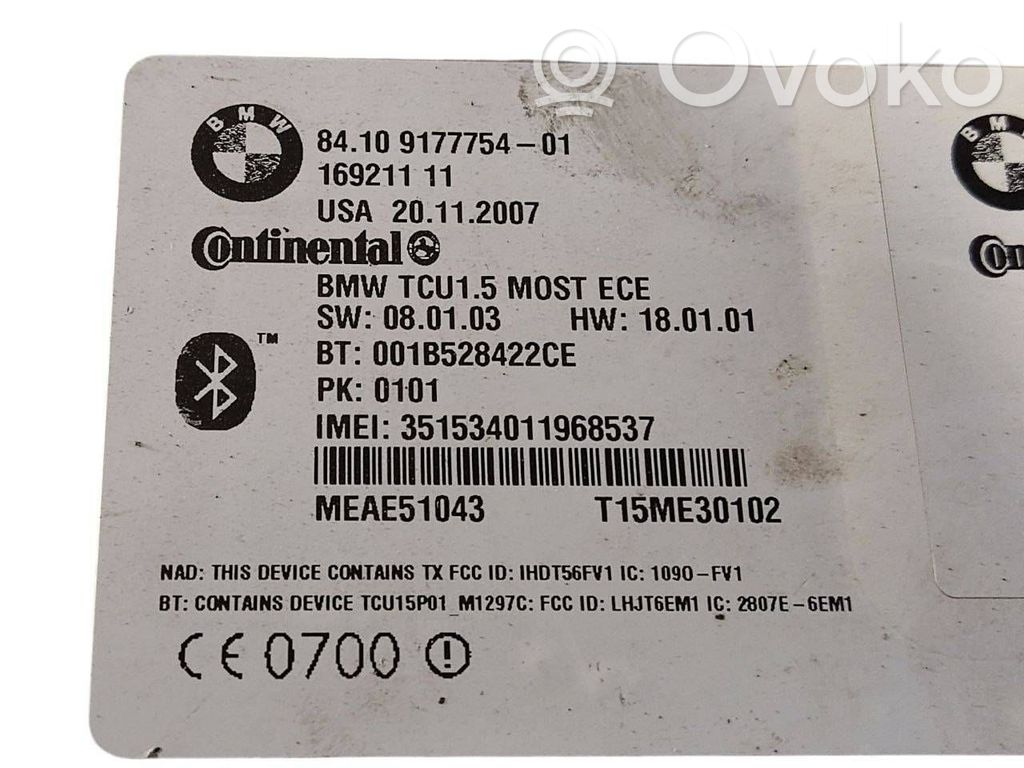 Ovoko
BMW
84.10 9177754-01
169211 11
USA 20.11.2007
Continental
BMW TCU1.5 MOST ECE
SW: 08.01.03 HW: 18.01.01
™
BT: 001B528422CE
PK: 0101
IMEI: 351534011968537
MEAE51043 T15ME30102
NAD: THIS DEVICE CONTAINS TX FCC ID: IHDT56FV1 IC: 1090-FV1
BT: CONTAINS DEVICE TCU15P01_M1297C: FCC ID: LHJT6EM1 IC: 2807E-6EM1
CE 0700
BM